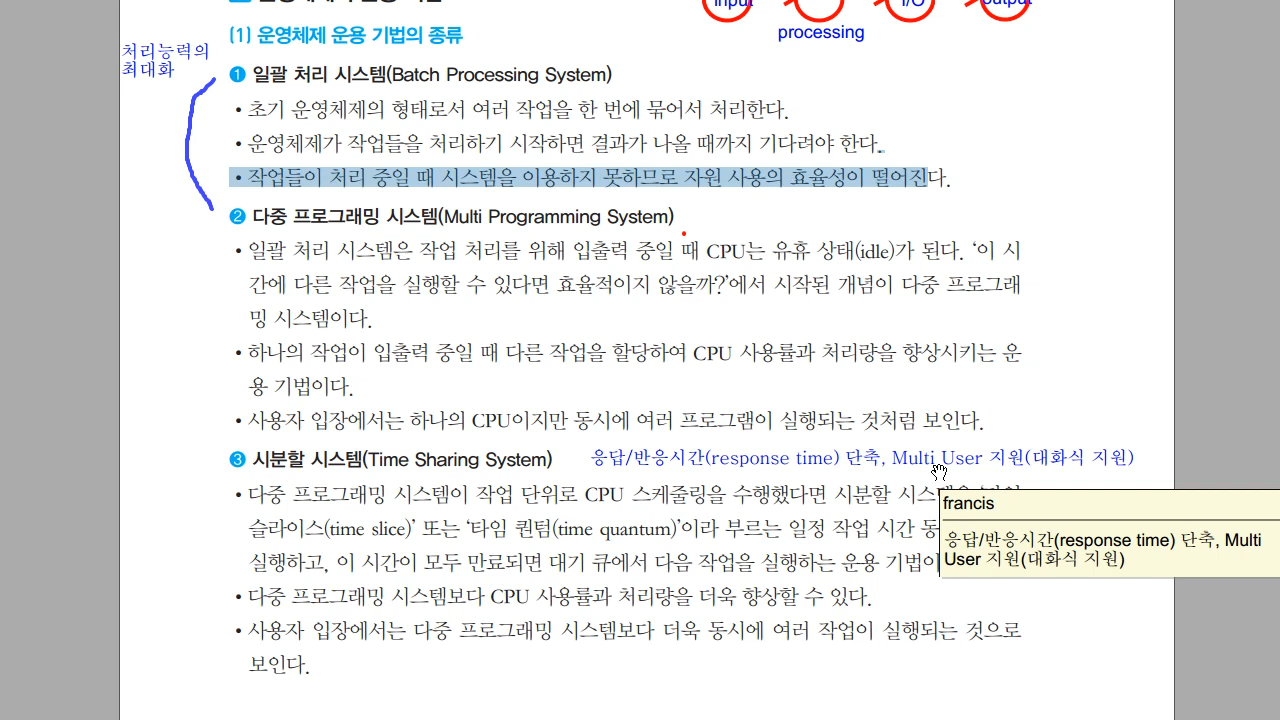 input I/O output
processing
(1) 운영체제 운용 기법의 종류
처리능력의
최대화
❶ 일괄 처리 시스템(Batch Processing System)
• 초기 운영체제의 형태로서 여러 작업을 한 번에 묶어서 처리한다.
• 운영체제가 작업들을 처리하기 시작하면 결과가 나올 때까지 기다려야 한다.
• 작업들이 처리 중일 때 시스템을 이용하지 못하므로 자원 사용의 효율성이 떨어진다.
❷ 다중 프로그래밍 시스템(Multi Programming System)
• 일괄 처리 시스템은 작업 처리를 위해 입출력 중일 때 CPU는 유휴 상태(idle)가 된다. ‘이 시
간에 다른 작업을 실행할 수 있다면 효율적이지 않을까?’에서 시작된 개념이 다중 프로그래
밍 시스템이다.
• 하나의 작업이 입출력 중일 때 다른 작업을 할당하여 CPU 사용률과 처리량을 향상시키는 운
용 기법이다.
• 사용자 입장에서는 하나의 CPU이지만 동시에 여러 프로그램이 실행되는 것처럼 보인다.
❸ 시분할 시스템(Time Sharing System) 응답/반응시간(response time) 단축, Multi User 지원(대화식 지원)
• 다중 프로그래밍 시스템이 작업 단위로 CPU 스케줄링을 수행했다면 시분할
슬라이스(time slice)’ 또는 ‘타임 퀀텀(time quantum)’이라 부르는 일정 작업 시간
실행하고, 이 시간이 모두 만료되면 대기 큐에서 다음 작업을 실행하는 운용 기법이
francis
응답/반응시간(response time) 단축, Multi
User 지원(대화식 지원)
• 다중 프로그래밍 시스템보다 CPU 사용률과 처리량을 더욱 향상할 수 있다.
• 사용자 입장에서는 다중 프로그래밍 시스템보다 더욱 동시에 여러 작업이 실행되는 것으로
보인다.